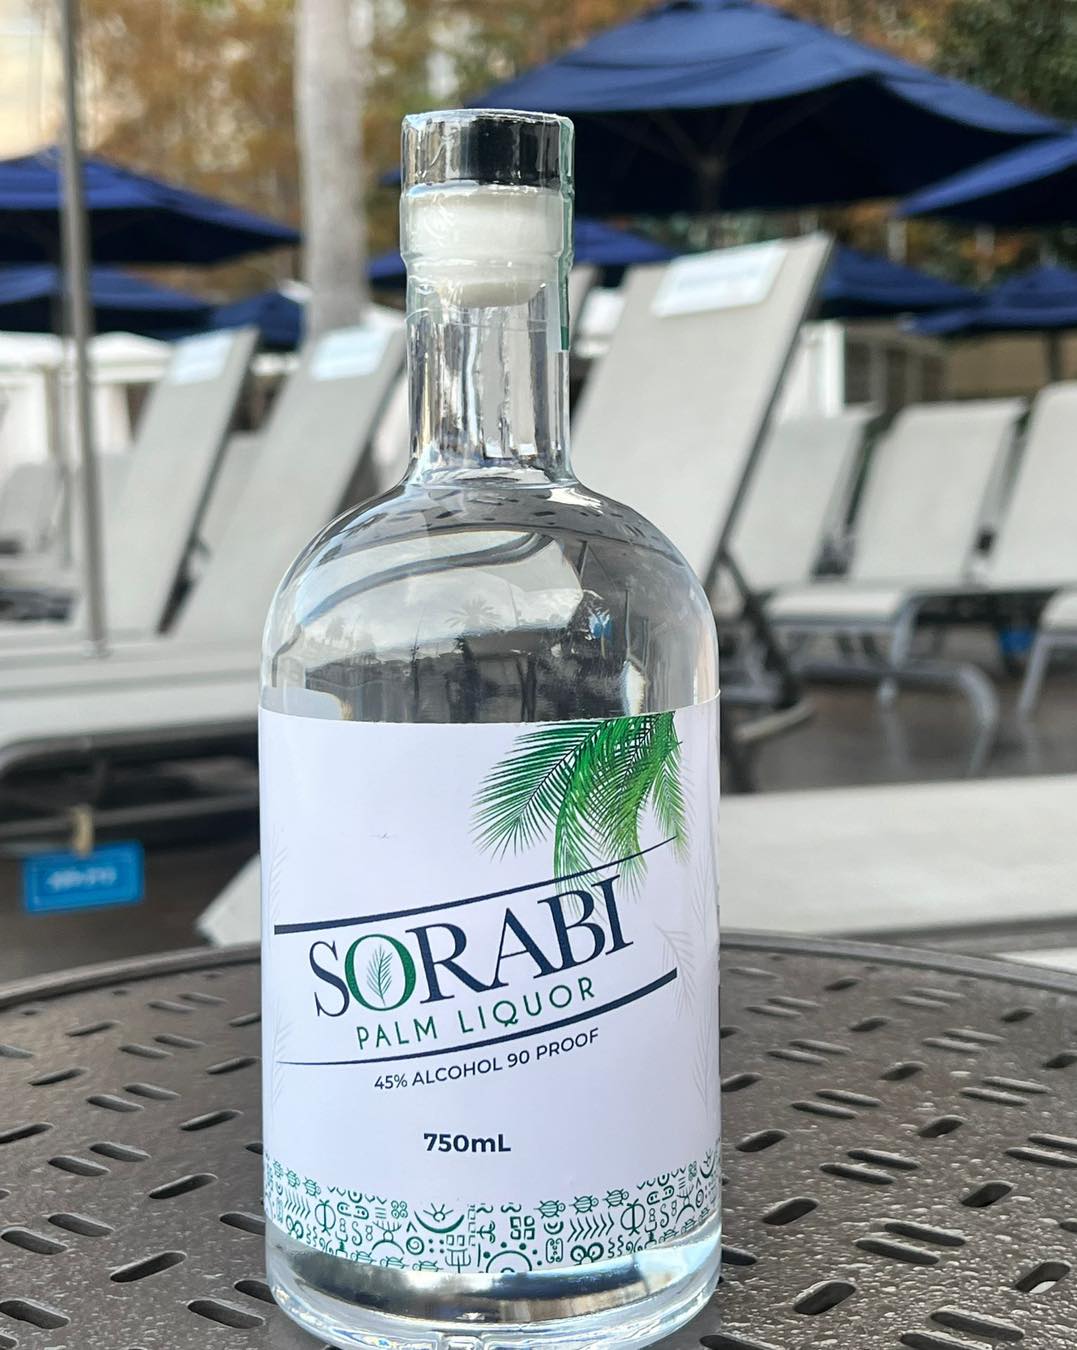 SORABI
PALM LIQUOR
45% ALCOHOL 90 PROOF
750mL